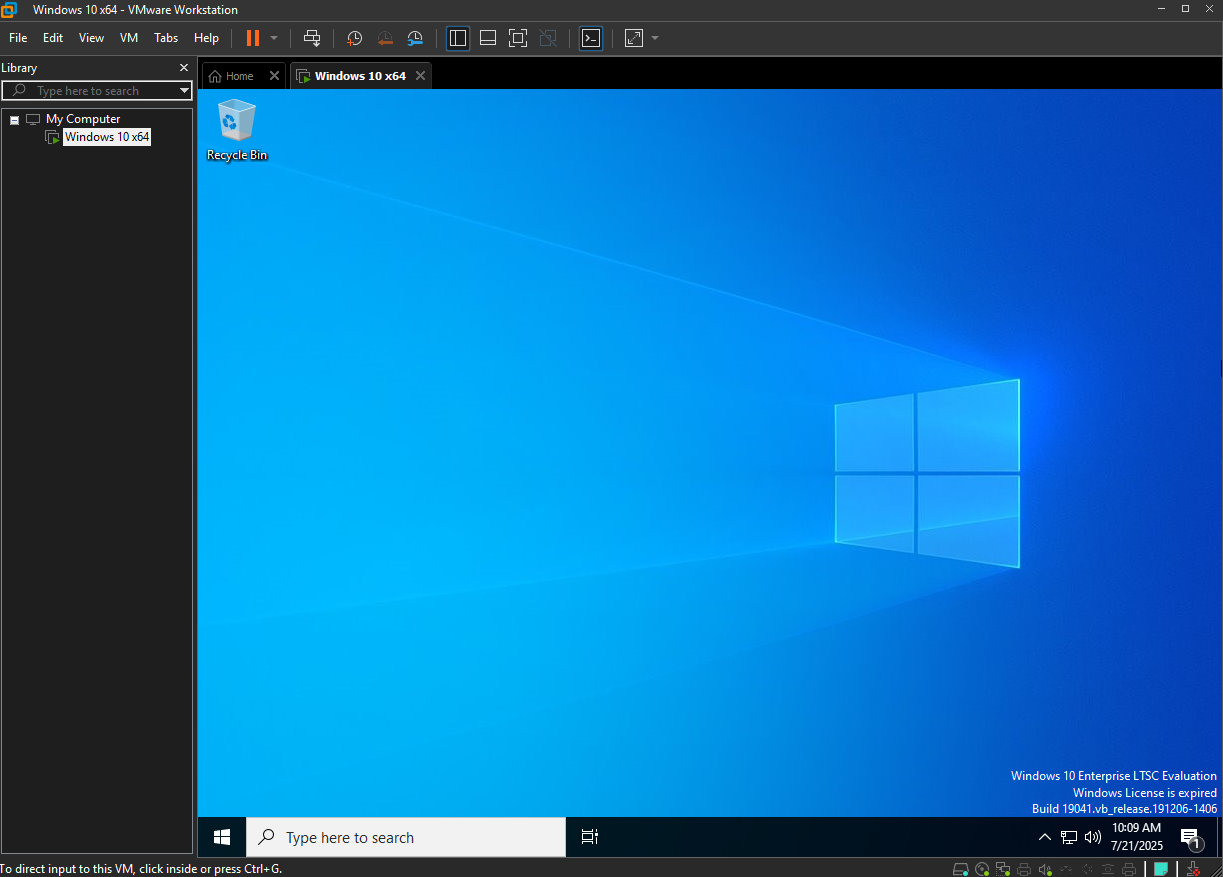 Windows 10 x64 - VMware Workstation
File Edit View VM Tabs Help
Library
Home
Windows 10 x64
Type here to search
My Computer
Windows 10 x64
Recycle Bin
Windows 10 Enterprise LTSC Evaluation
Windows License is expired
Build 19041.vb_release.191206-1406
Type here to search
10:09 AM
7/21/2025
1
To direct input to this VM, click inside or press Ctrl+G.